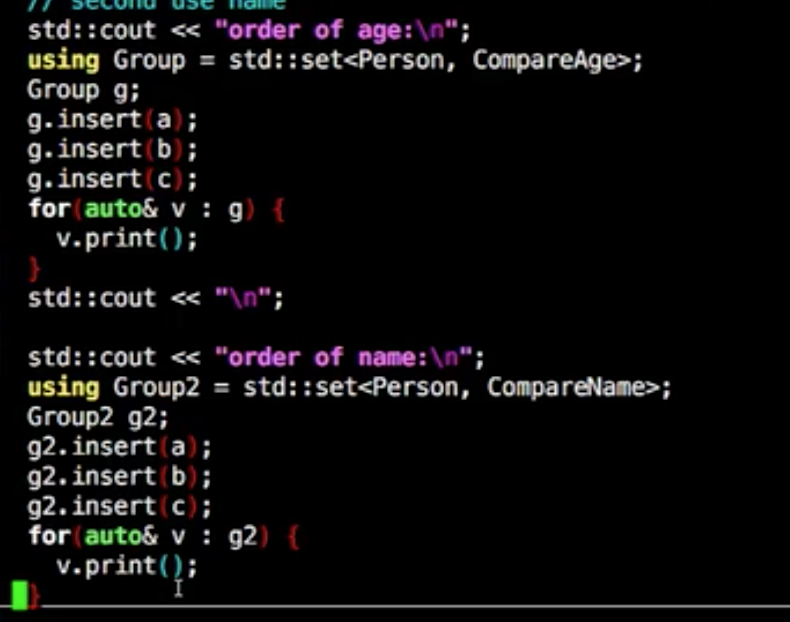 // second use name
std::cout << "order of age:\n";
using Group = std::set<Person, CompareAge>;
Group g;
g.insert(a);
g.insert(b);
g.insert(c);
for(auto& v : g) {
  v.print();
}
std::cout << "\n";

std::cout << "order of name:\n";
using Group2 = std::set<Person, CompareName>;
Group2 g2;
g2.insert(a);
g2.insert(b);
g2.insert(c);
for(auto& v : g2) {
  v.print();
}